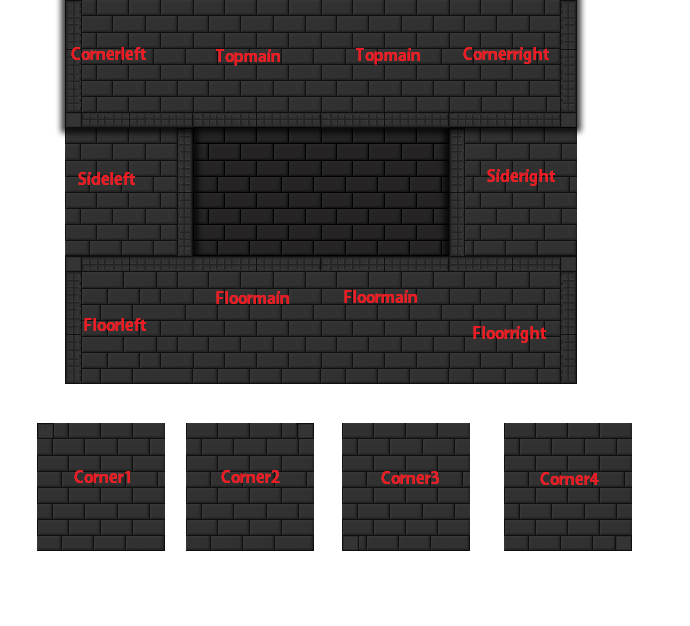 Cornerleft Topmain Topmain Cornerright
Sideleft Sideright
Floormain Floormain
Floorleft Floorright
Corner1 Corner2 Corner3 Corner4